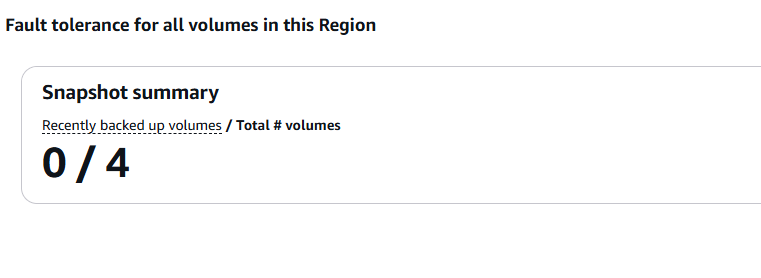 Fault tolerance for all volumes in this Region
Snapshot summary
Recently backed up volumes / Total # volumes
0 / 4